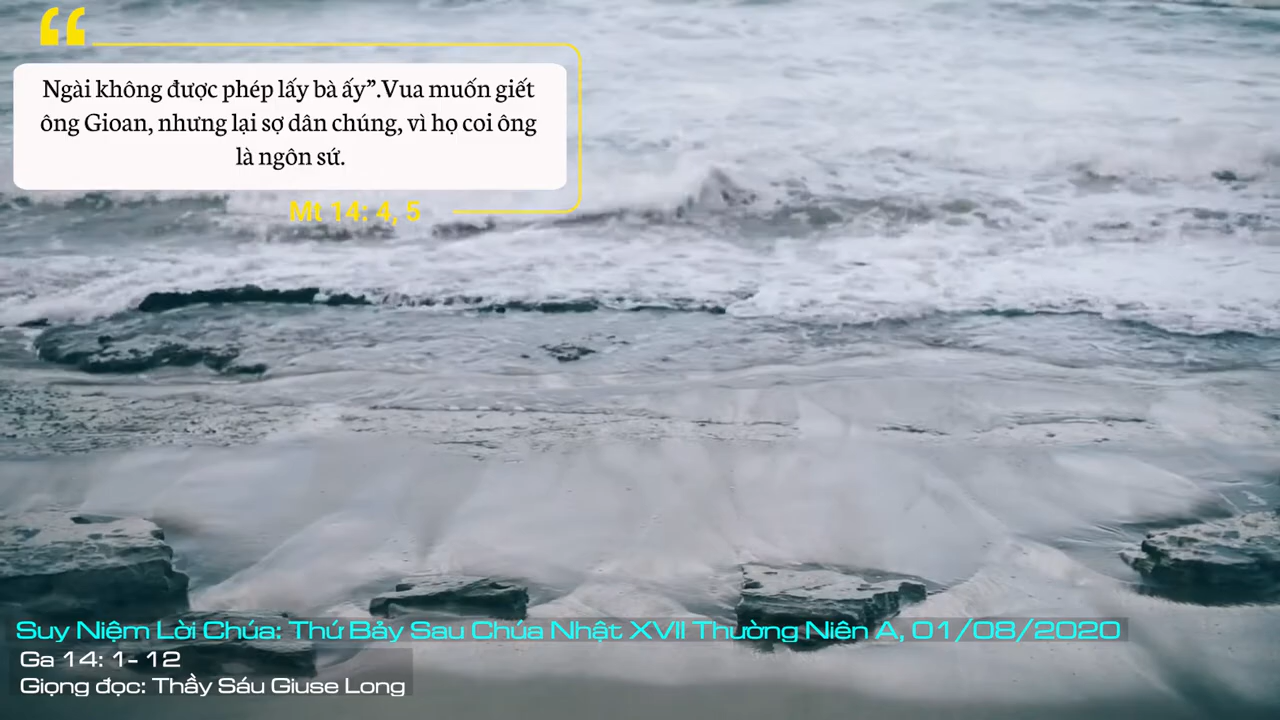 “
Ngài không được phép lấy bà ấy”.Vua muốn giết
ông Gioan, nhưng lại sợ dân chúng, vì họ coi ông
là ngôn sứ.
Mt 14: 4, 5
Suy Niệm Lời Chúa: Thứ Bảy Sau Chúa Nhật XVII Thường Niên A, 01/08/2020
Ga 14: 1- 12
Giọng đọc: Thầy Sáu Giuse Long